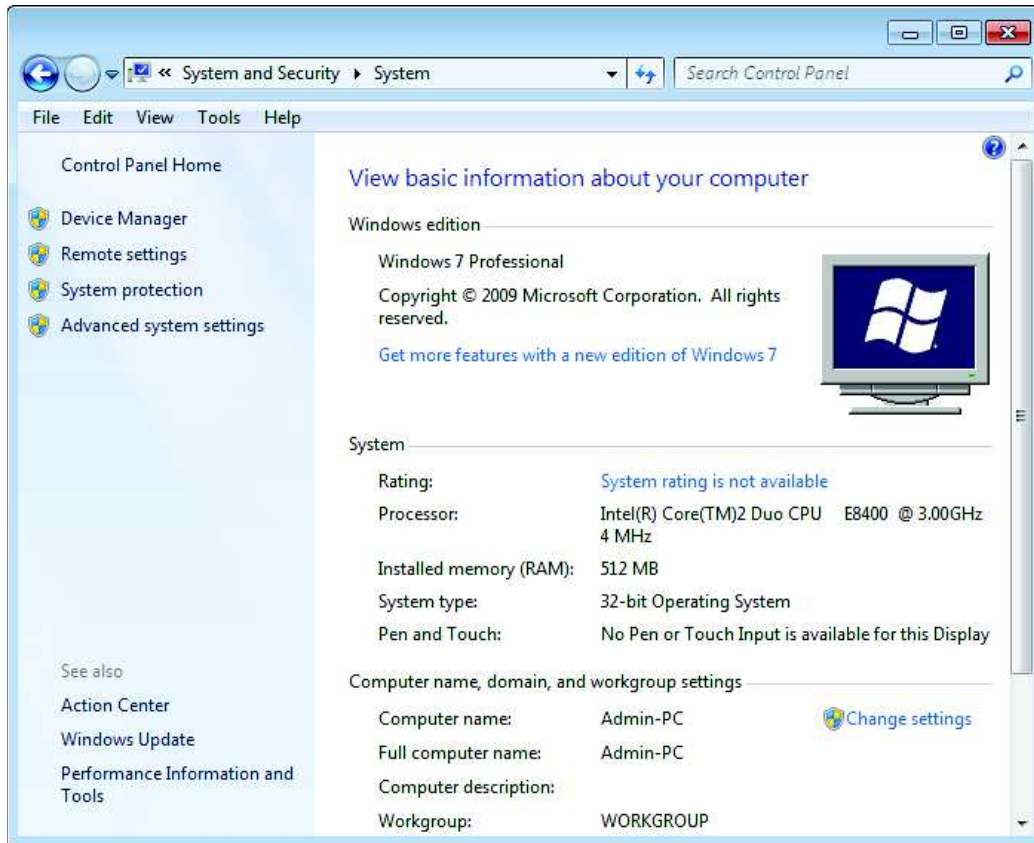 « System and Security ▸ System
Search Control Panel
File Edit View Tools Help
Control Panel Home
Device Manager
Remote settings
System protection
Advanced system settings
See also
Action Center
Windows Update
Performance Information and
Tools
View basic information about your computer
Windows edition
Windows 7 Professional
Copyright © 2009 Microsoft Corporation. All rights
reserved.
Get more features with a new edition of Windows 7
System
Rating: System rating is not available
Processor: Intel(R) Core(TM)2 Duo CPU E8400 @ 3.00GHz
4 MHz
Installed memory (RAM): 512 MB
System type: 32-bit Operating System
Pen and Touch: No Pen or Touch Input is available for this Display
Computer name, domain, and workgroup settings
Computer name: Admin-PC Change settings
Full computer name: Admin-PC
Computer description:
Workgroup: WORKGROUP